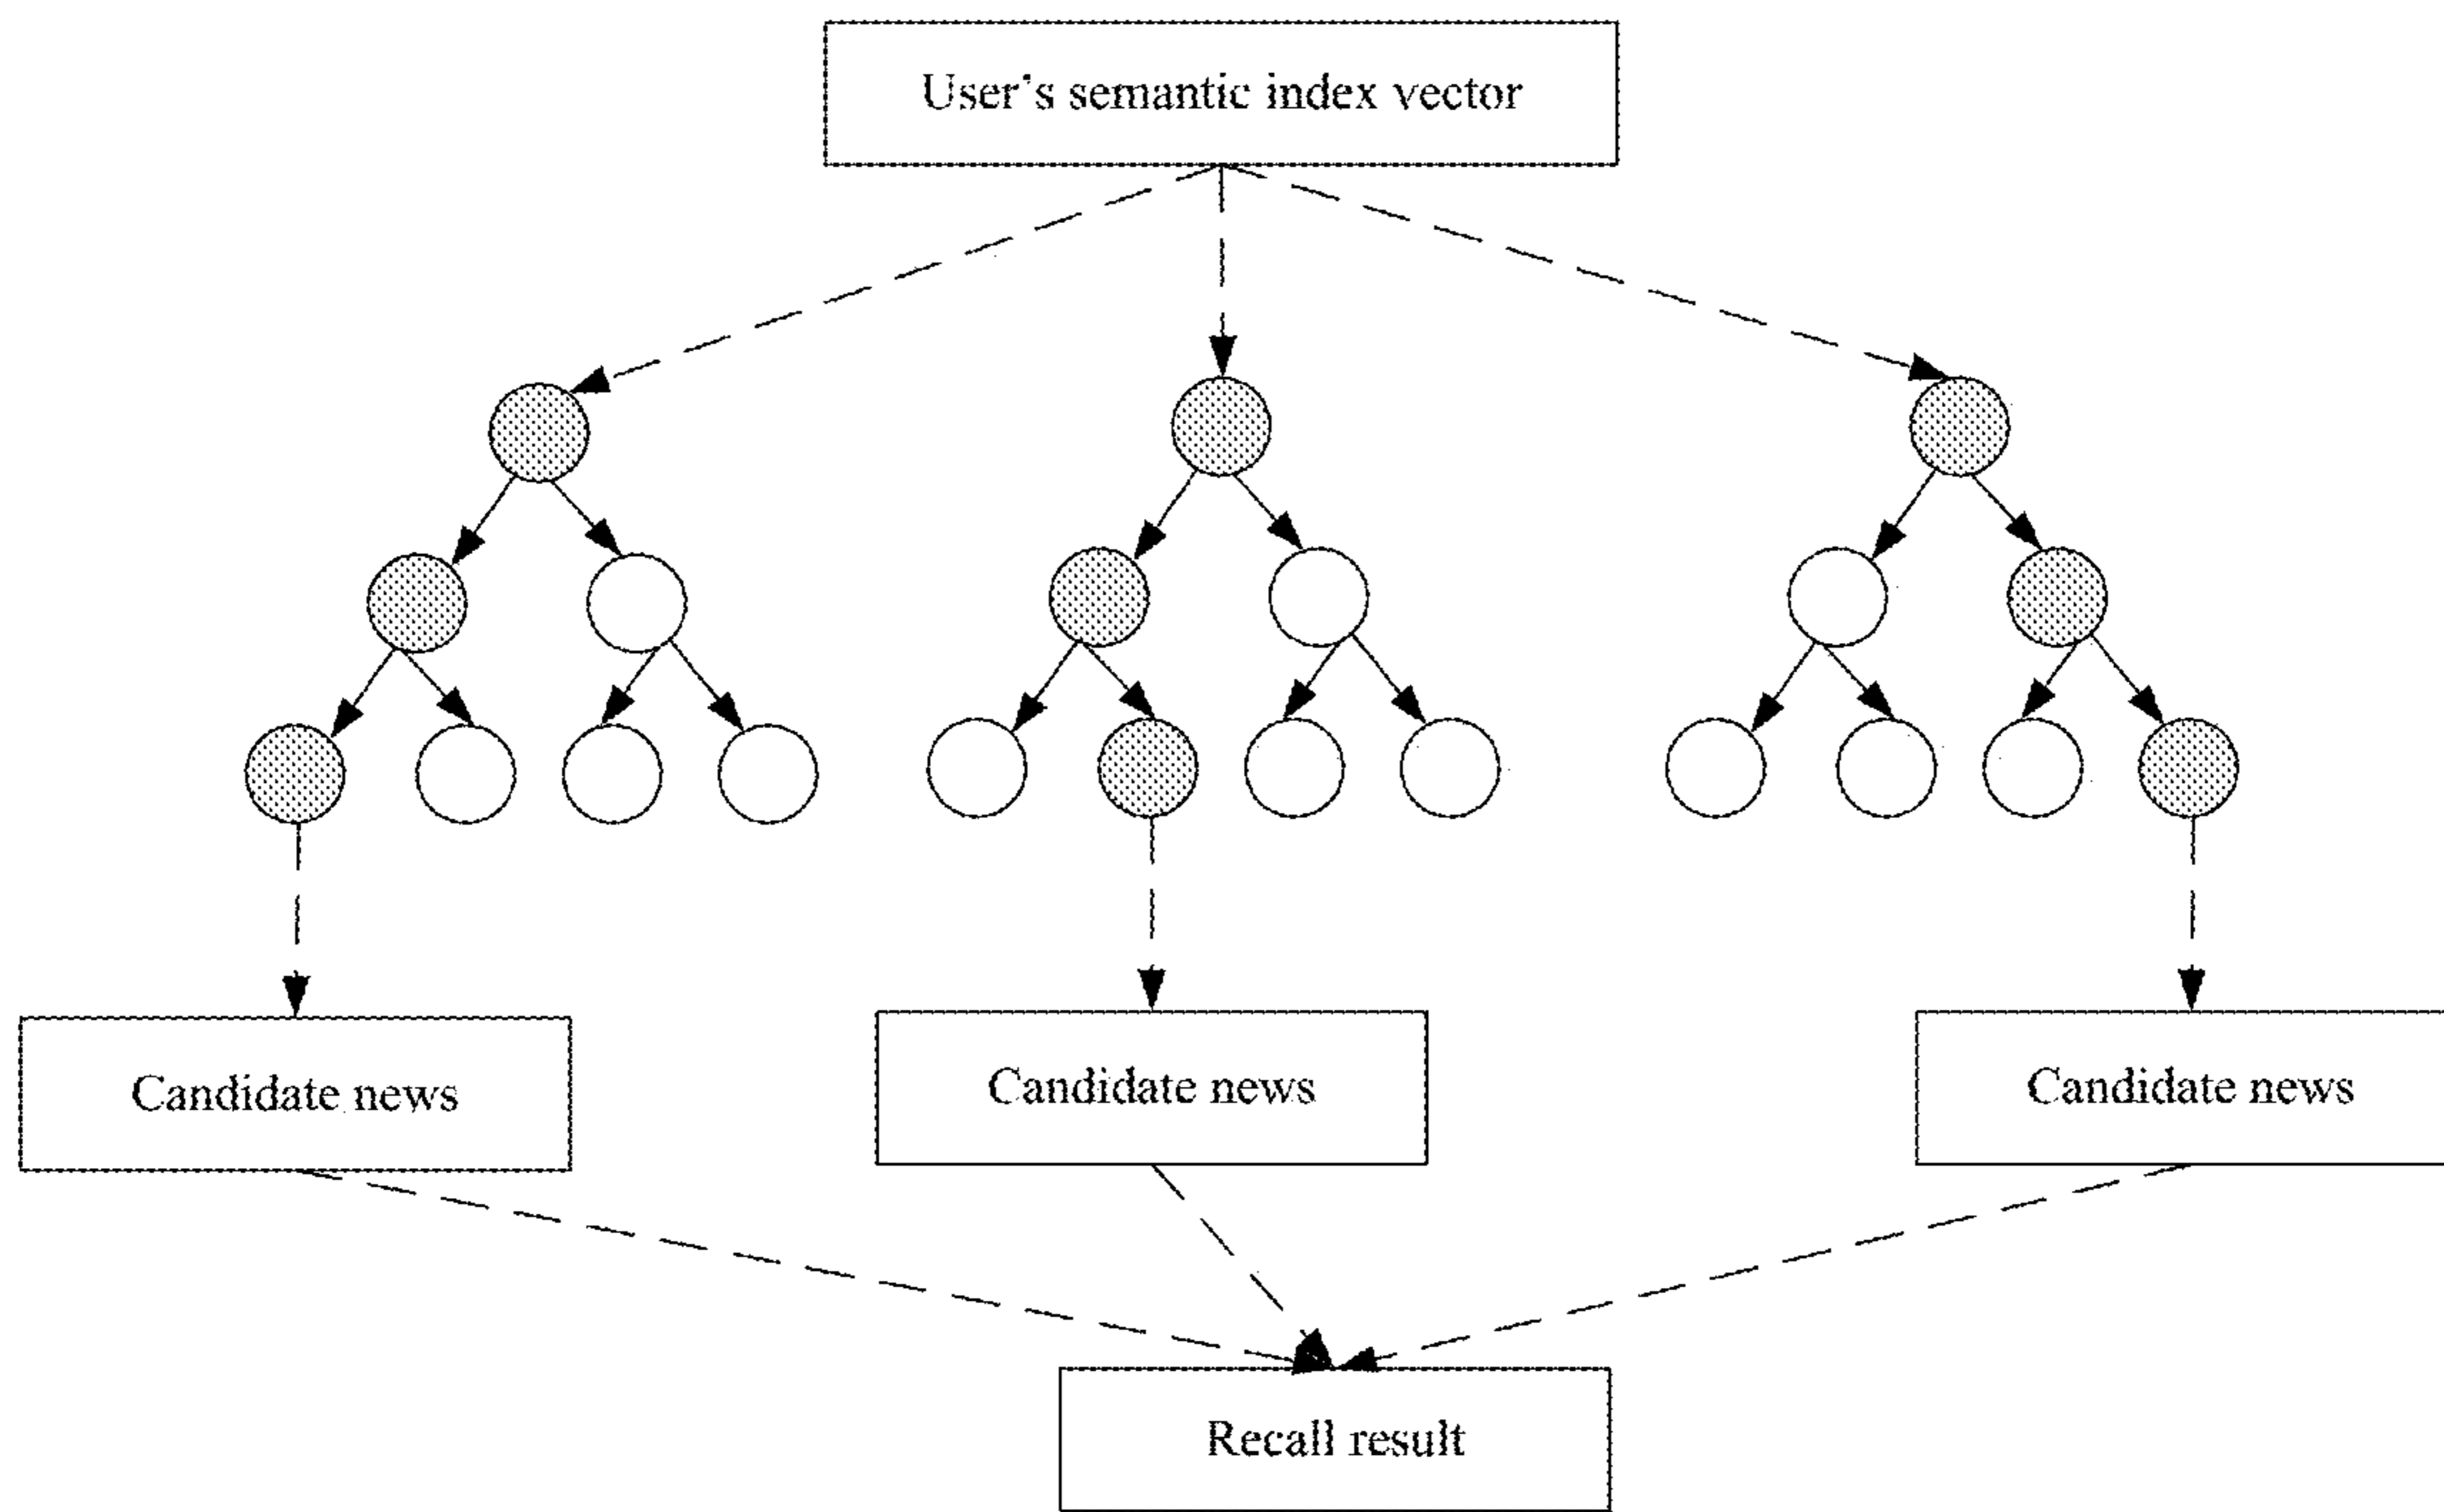 User's semantic index vector
Candidate news
Candidate news
Candidate news
Recall result